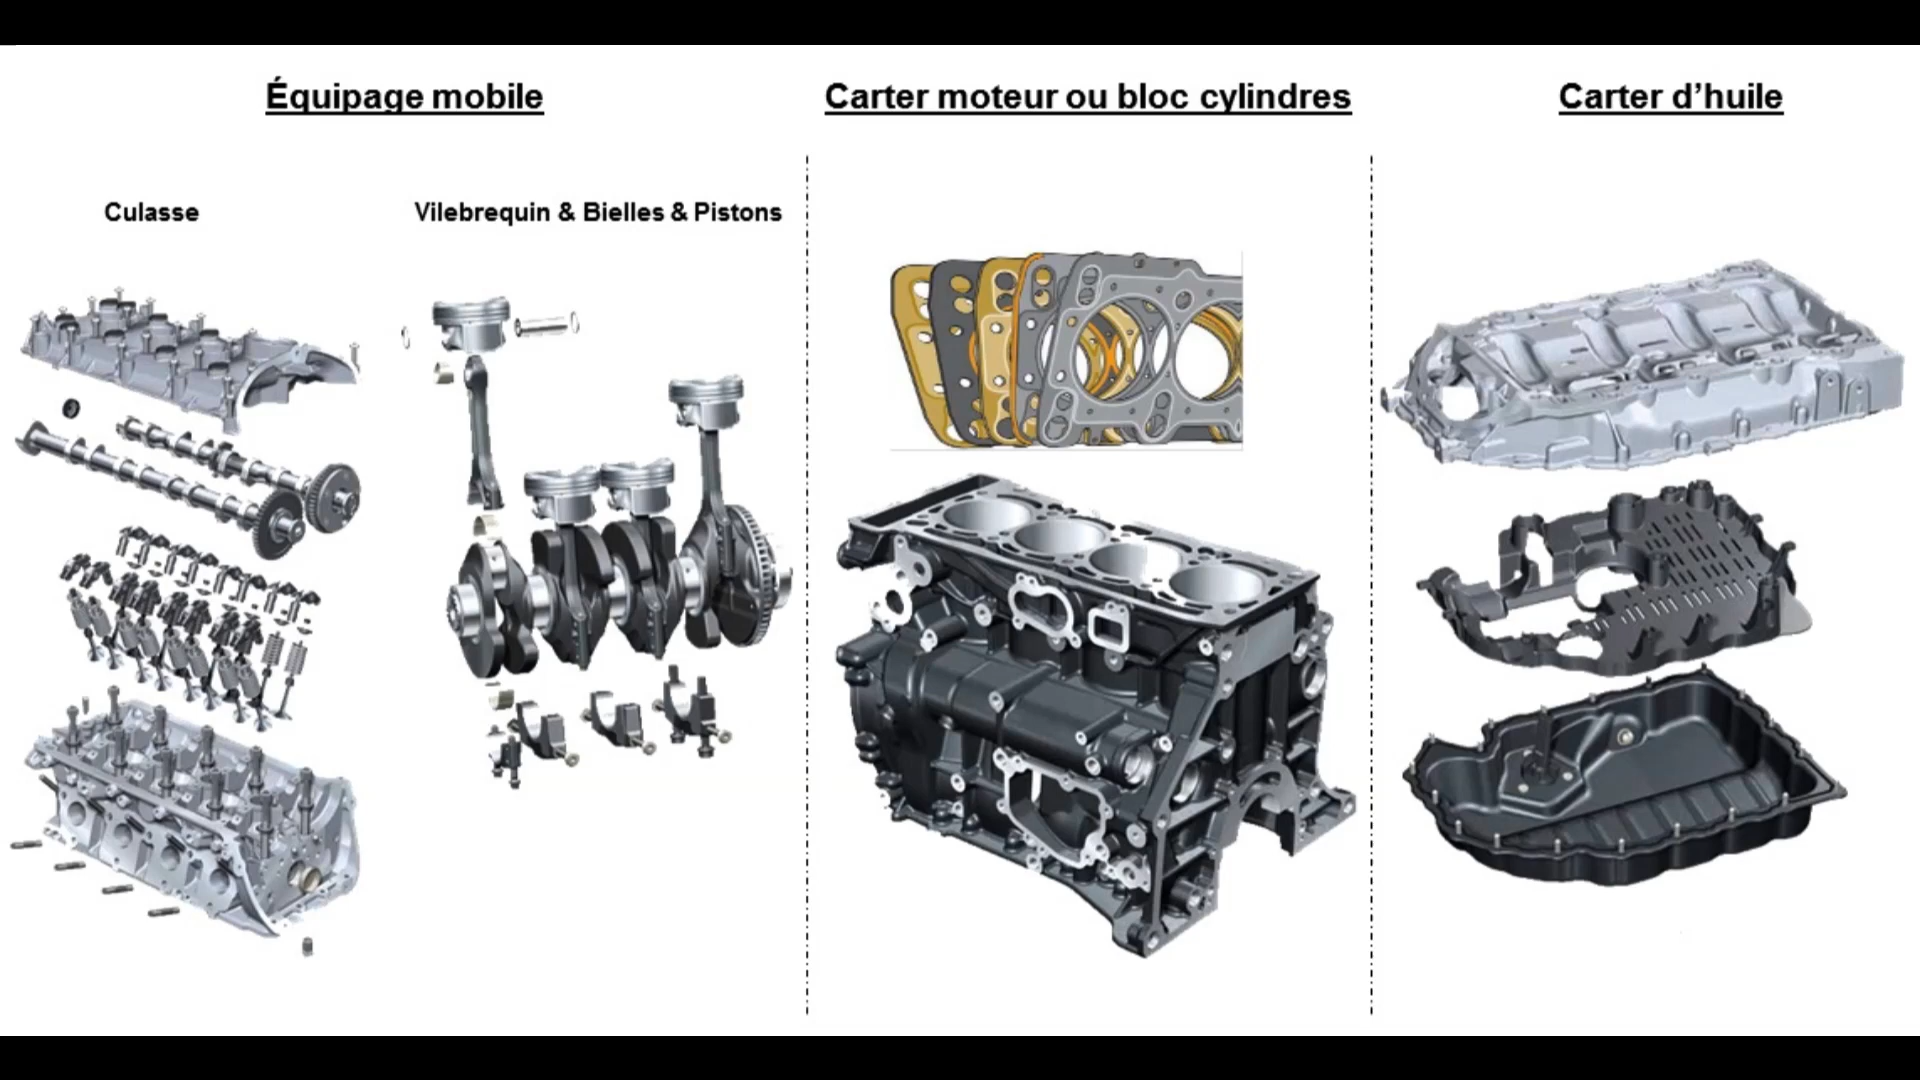 Équipage mobile
Carter moteur ou bloc cylindres
Carter d’huile
Culasse
Vilebrequin & Bielles & Pistons